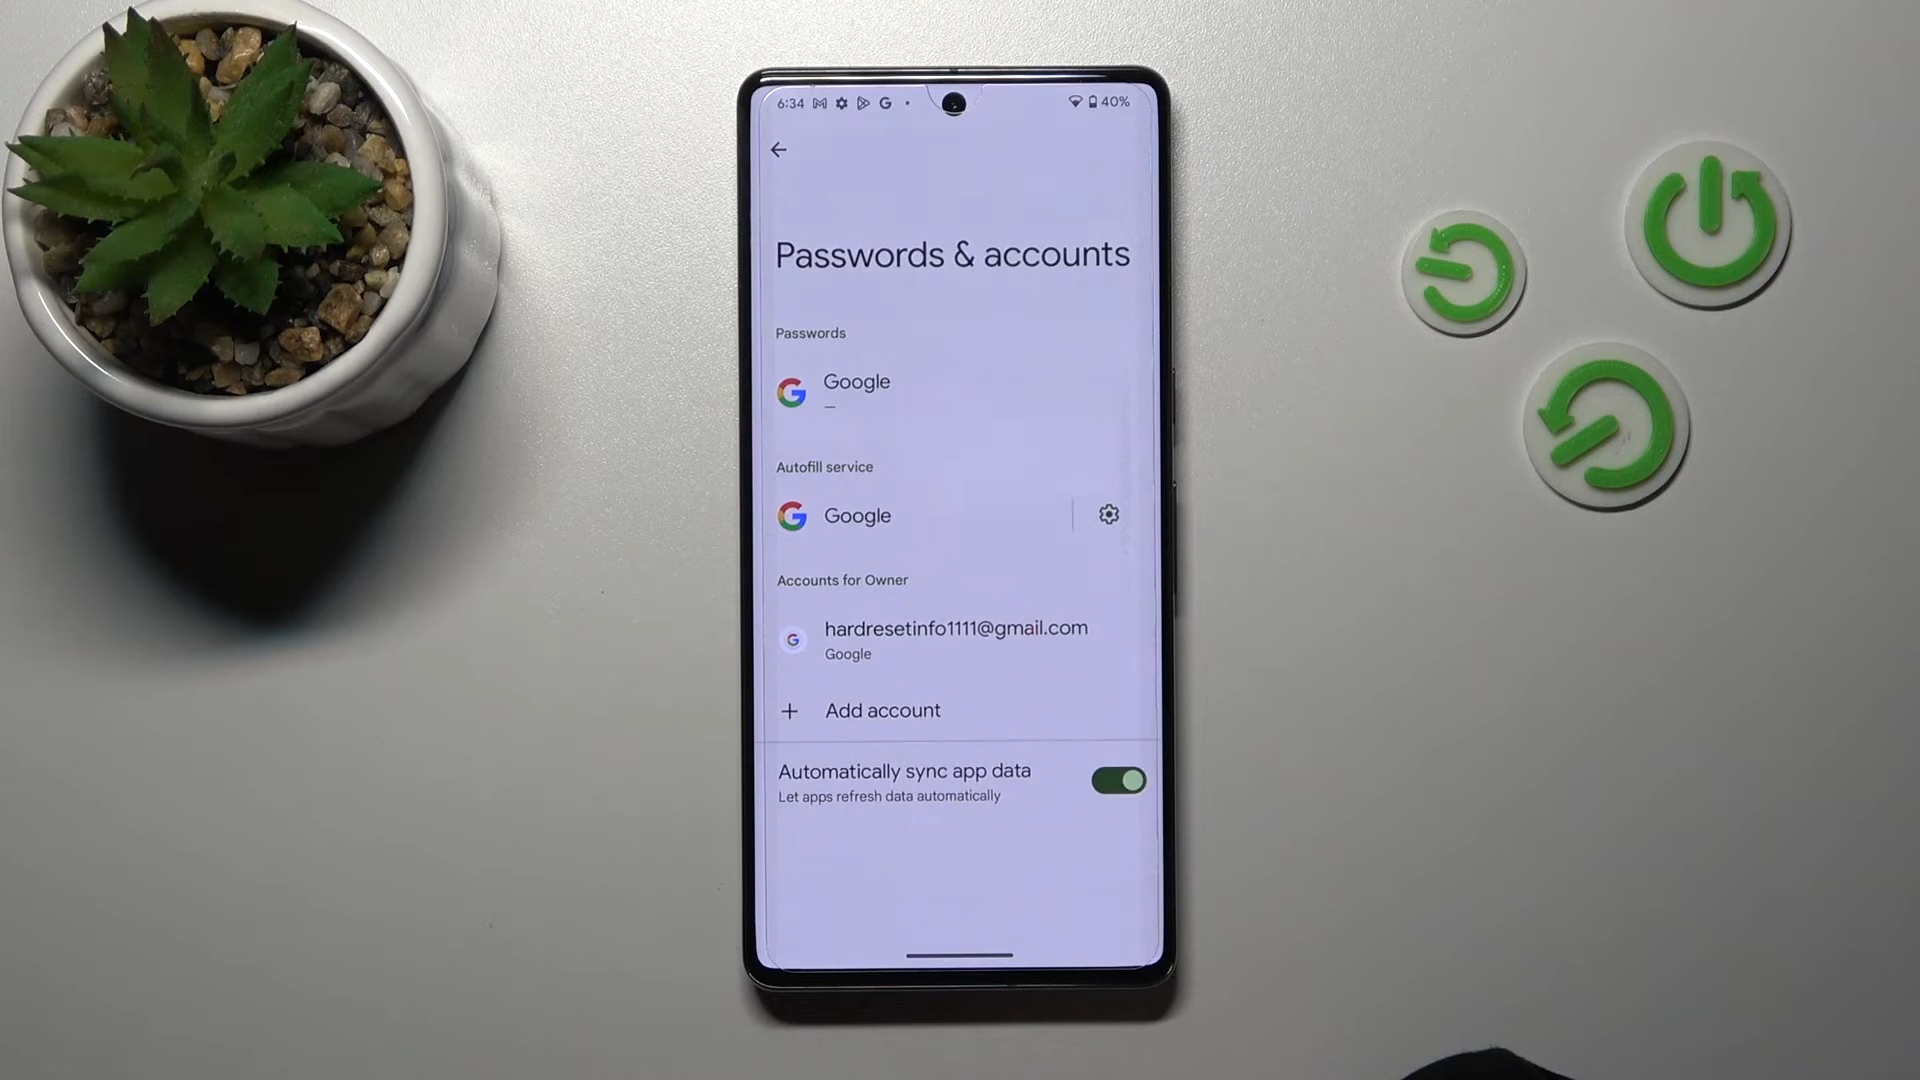 6:34 40%
Passwords & accounts
Passwords
Google
—
Autofill service
Google
Accounts for Owner
hardresetinfo1111@gmail.com
Google
+ Add account
Automatically sync app data
Let apps refresh data automatically